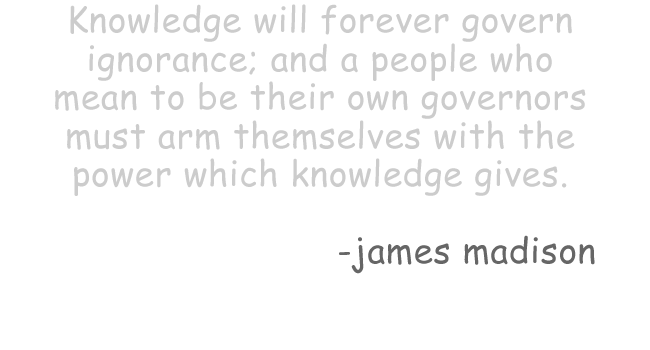 Knowledge will forever govern
ignorance; and a people who
mean to be their own governors
must arm themselves with the
power which knowledge gives.
-james madison